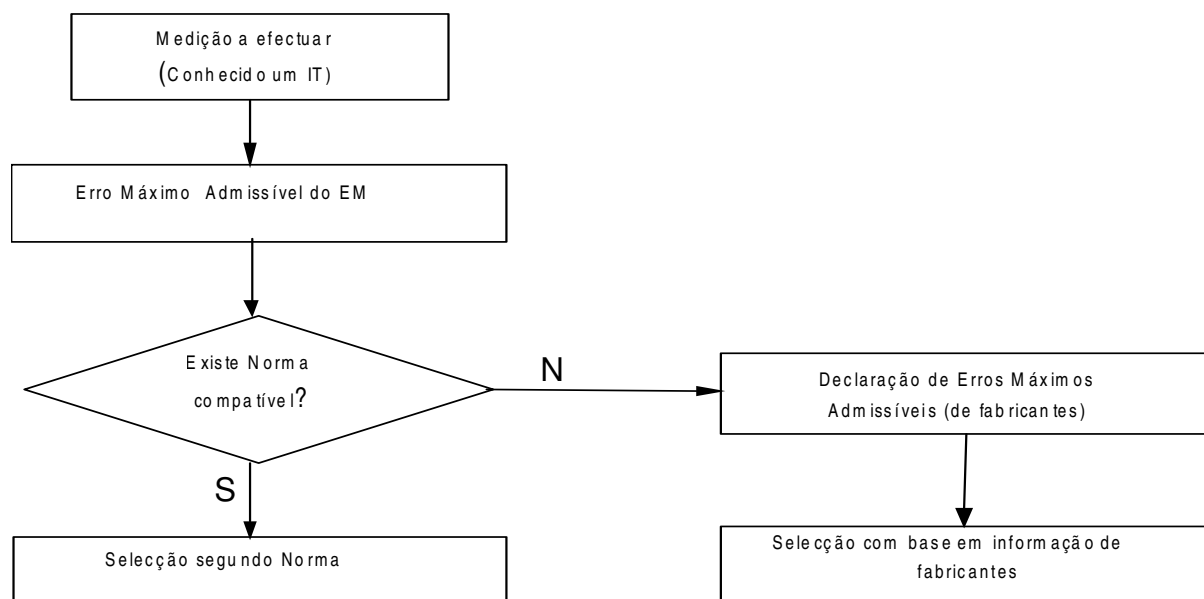 Medição a efectuar
(Conhecido um IT)
Erro Máximo Admissível do EM
Existe Norma
compatível?
N
Declaração de Erros Máximos
Admissíveis (de fabricantes)
S
Selecção segundo Norma
Selecção com base em informação de
fabricantes